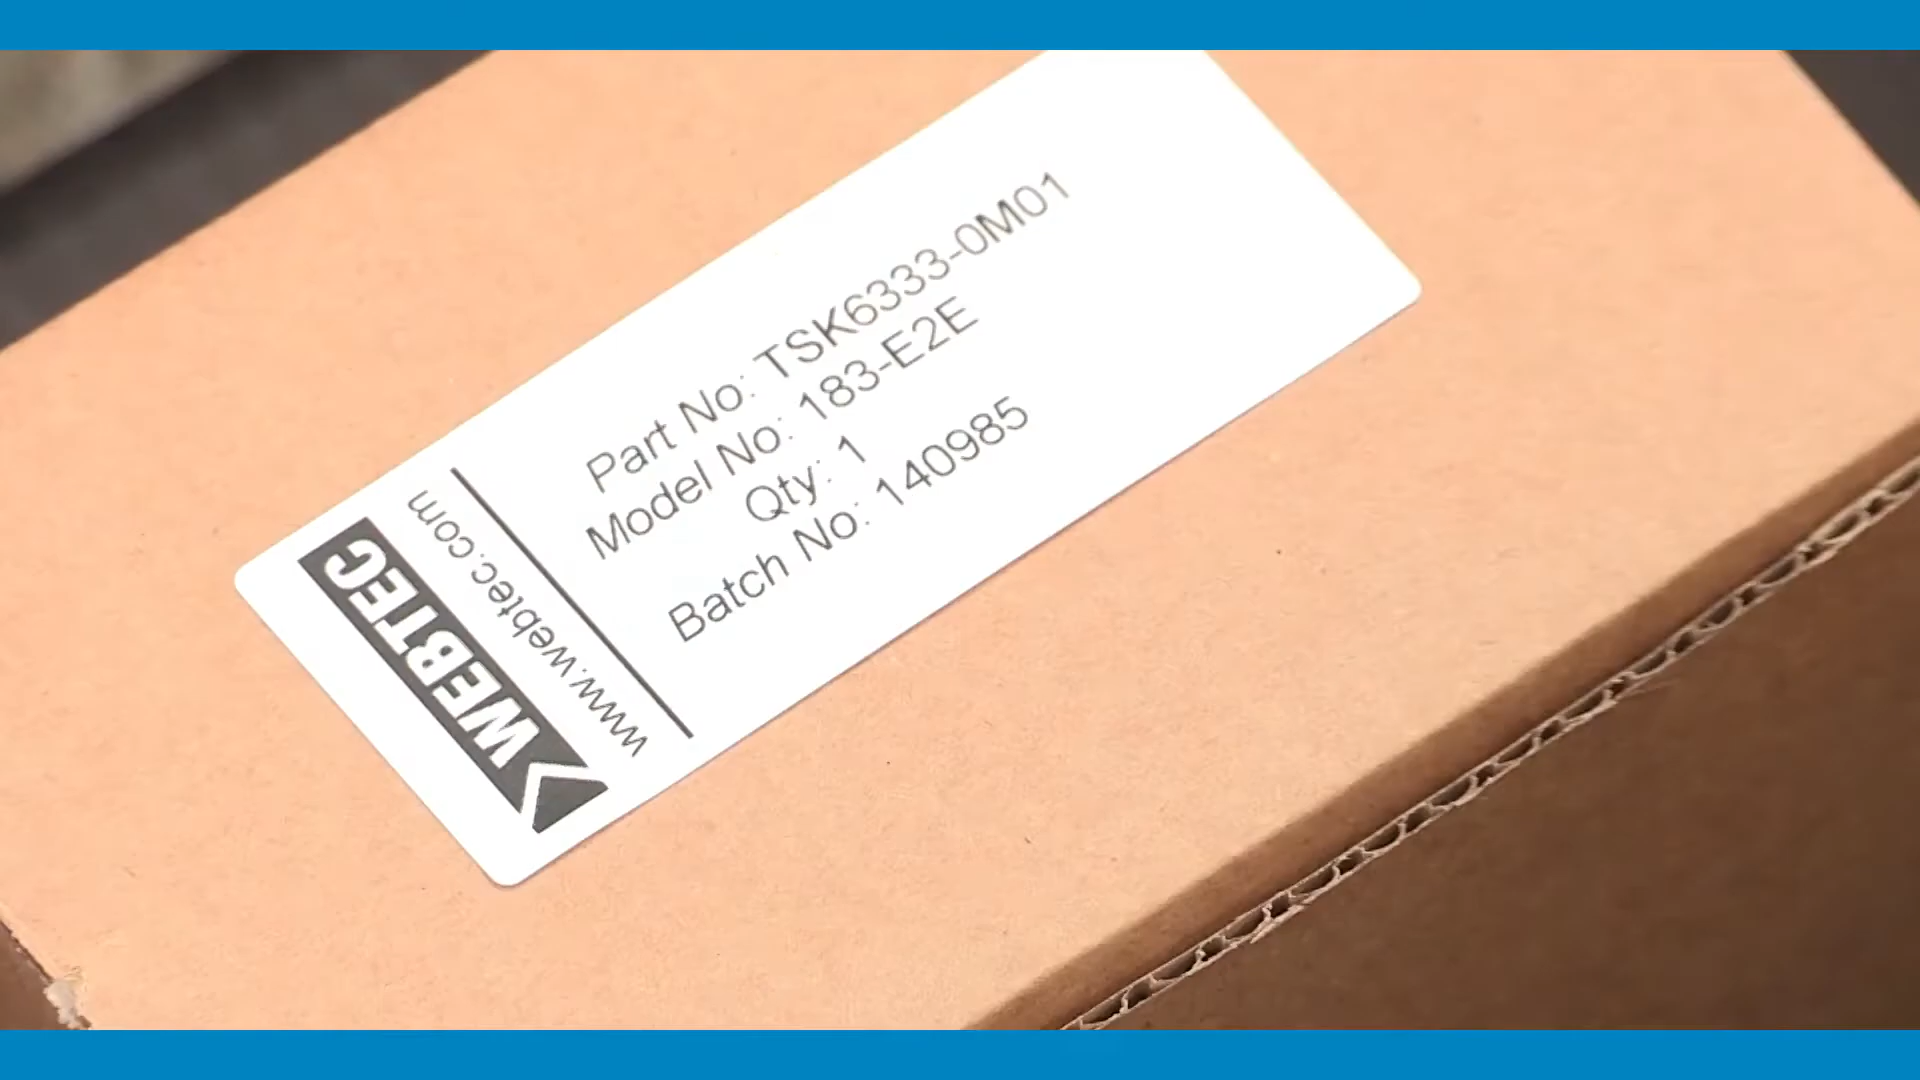 Part No: TSK6333-0M01
Model No: 183-E2E
Qty: 1
Batch No: 140985
WEBTEC
www.webtec.com